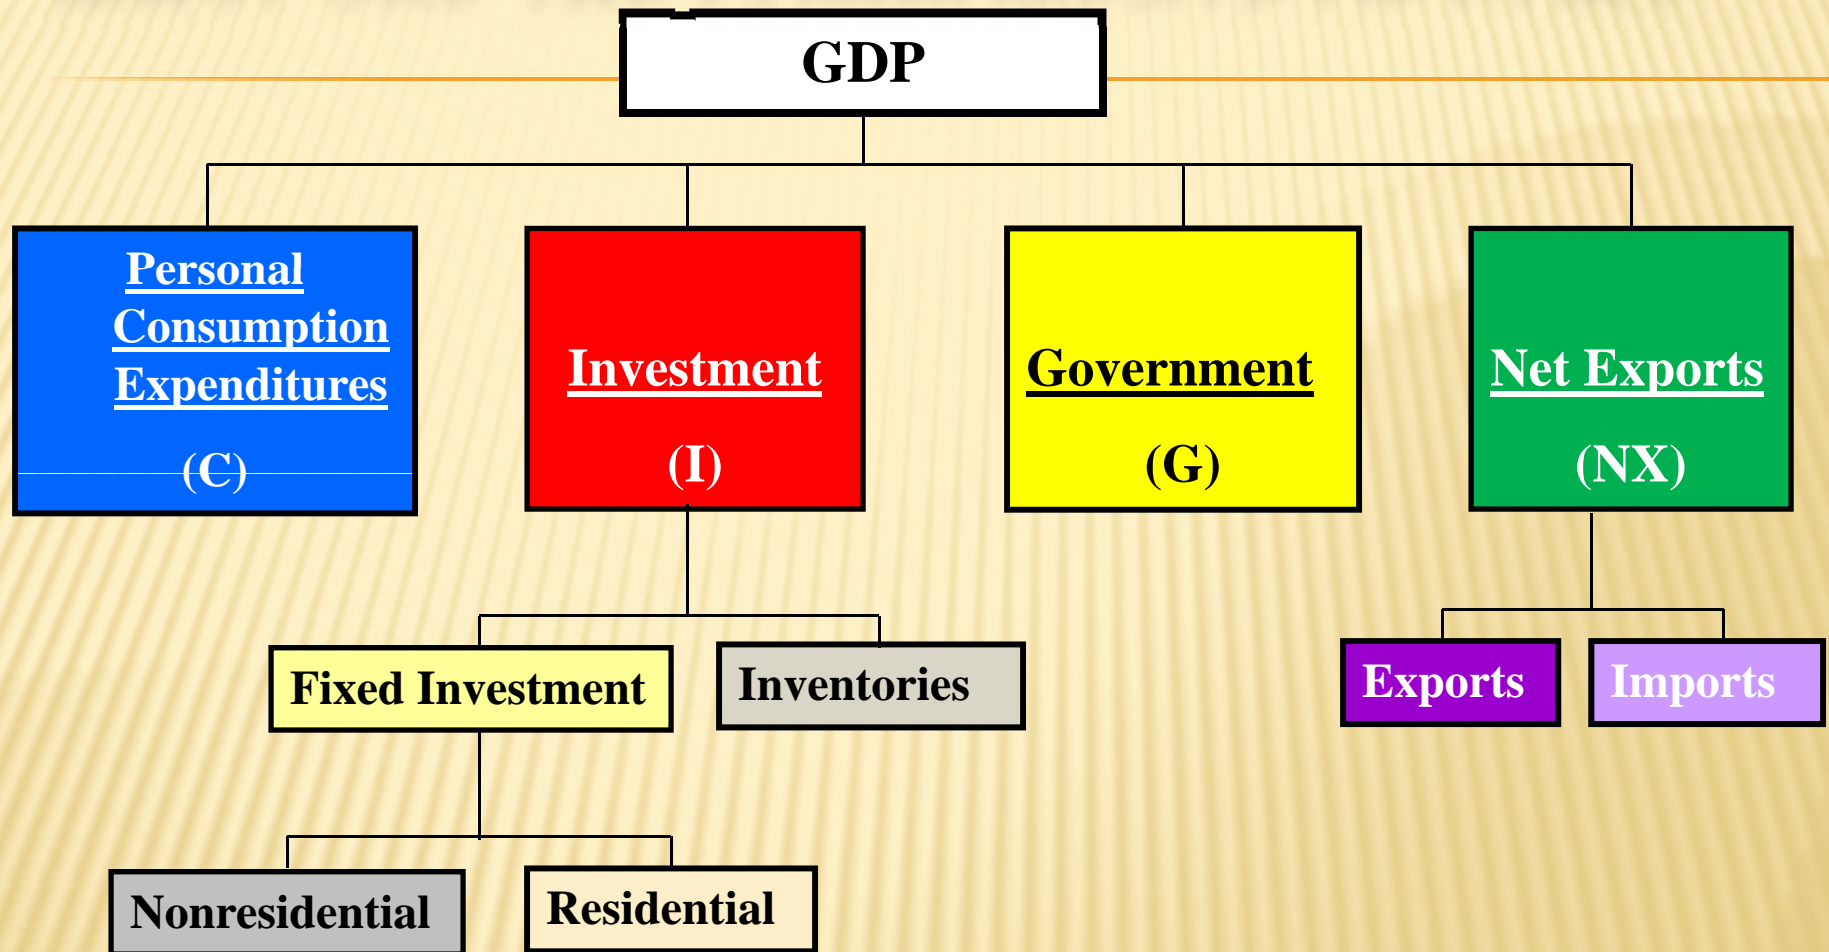 GDP
Personal
Consumption
Expenditures
(C)
Investment
(I)
Government
(G)
Net Exports
(NX)
Fixed Investment
Inventories
Exports
Imports
Nonresidential
Residential